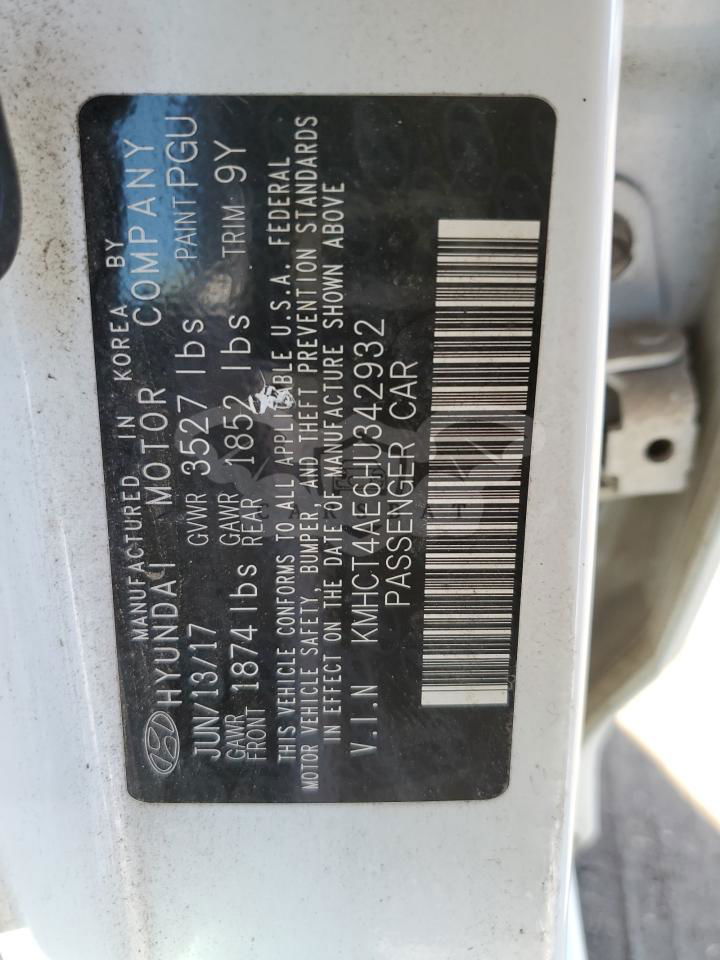 MANUFACTURED IN KOREA BY
HYUNDAI MOTOR COMPANY
JUN/13/17 GVWR 3527 lbs PAINT PGU
GAWR FRONT 1874 lbs GAWR REAR 1852 lbs TRIM 9Y
THIS VEHICLE CONFORMS TO ALL APPLICABLE U.S.A. FEDERAL
MOTOR VEHICLE SAFETY, BUMPER, AND THEFT PREVENTION STANDARDS
IN EFFECT ON THE DATE OF MANUFACTURE SHOWN ABOVE
V.I.N KMHCT4AE6HU342932
PASSENGER CAR